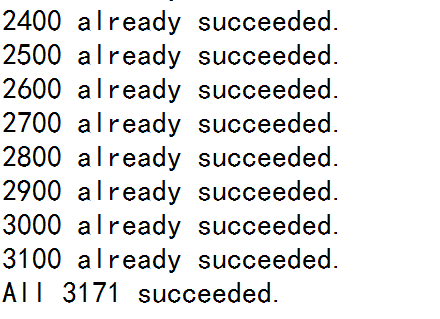 2400 already succeeded.
2500 already succeeded.
2600 already succeeded.
2700 already succeeded.
2800 already succeeded.
2900 already succeeded.
3000 already succeeded.
3100 already succeeded.
All 3171 succeeded.